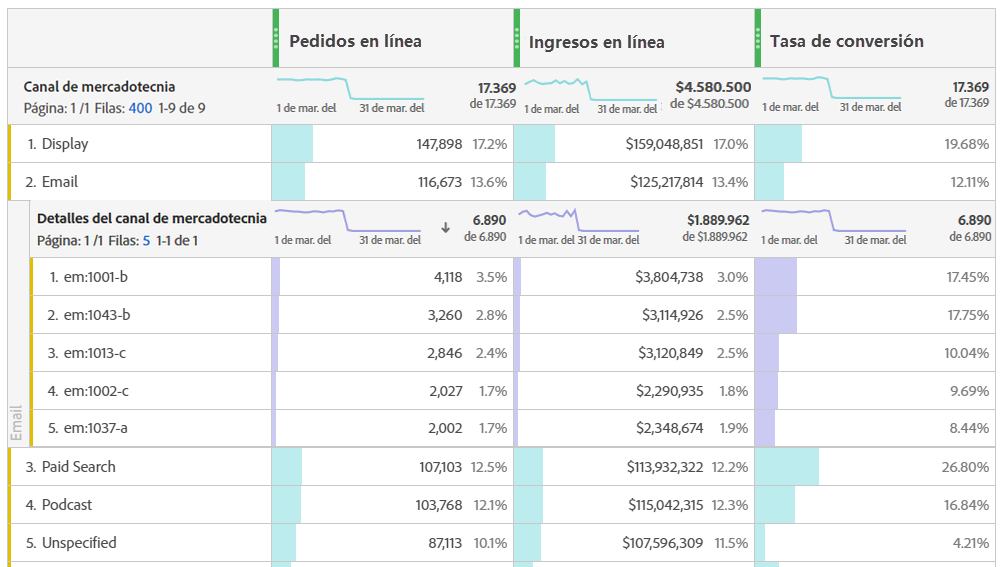 Pedidos en línea Ingresos en línea Tasa de conversión
Canal de mercadotecnia 17.369 $4.580.500 17.369
Página: 1 /1 Filas: 400 1-9 de 9 1 de mar. del 31 de mar. del de 17.369 1 de mar. del 31 de mar. del de $4.580.500 1 de mar. del 31 de mar. del de 17.369
1. Display 147,898 17.2% $159,048,851 17.0% 19.68%
2. Email 116,673 13.6% $125,217,814 13.4% 12.11%
Detalles del canal de mercadotecnia 6.890 $1.889.962 6.890
Página: 1 /1 Filas: 5 1-1 de 1 1 de mar. del 31 de mar. del de 6.890 1 de mar. del 31 de mar. del de $1.889.962 1 de mar. del 31 de mar. del de 6.890
1. em:1001-b 4,118 3.5% $3,804,738 3.0% 17.45%
2. em:1043-b 3,260 2.8% $3,114,926 2.5% 17.75%
3. em:1013-c 2,846 2.4% $3,120,849 2.5% 10.04%
4. em:1002-c 2,027 1.7% $2,290,935 1.8% 9.69%
5. em:1037-a 2,002 1.7% $2,348,674 1.9% 8.44%
Email
3. Paid Search 107,103 12.5% $113,932,322 12.2% 26.80%
4. Podcast 103,768 12.1% $115,042,315 12.3% 16.84%
5. Unspecified 87,113 10.1% $107,596,309 11.5% 4.21%